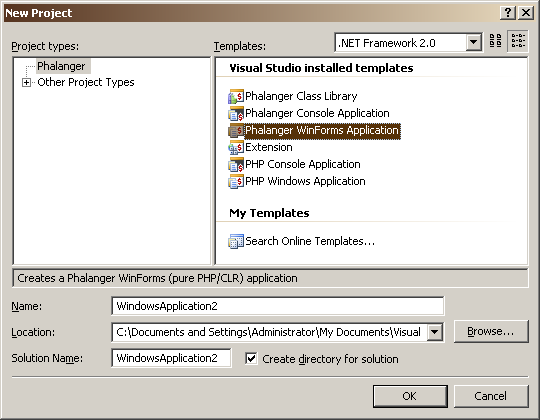 New Project
Project types:
Templates:
.NET Framework 2.0
Phalanger
Other Project Types
Visual Studio installed templates
Phalanger Class Library
Phalanger Console Application
Phalanger WinForms Application
Extension
PHP Console Application
PHP Windows Application
My Templates
Search Online Templates...
Creates a Phalanger WinForms (pure PHP/CLR) application
Name:
WindowsApplication2
Location:
C:\Documents and Settings\Administrator\My Documents\Visual
Browse...
Solution Name:
WindowsApplication2
Create directory for solution
OK
Cancel